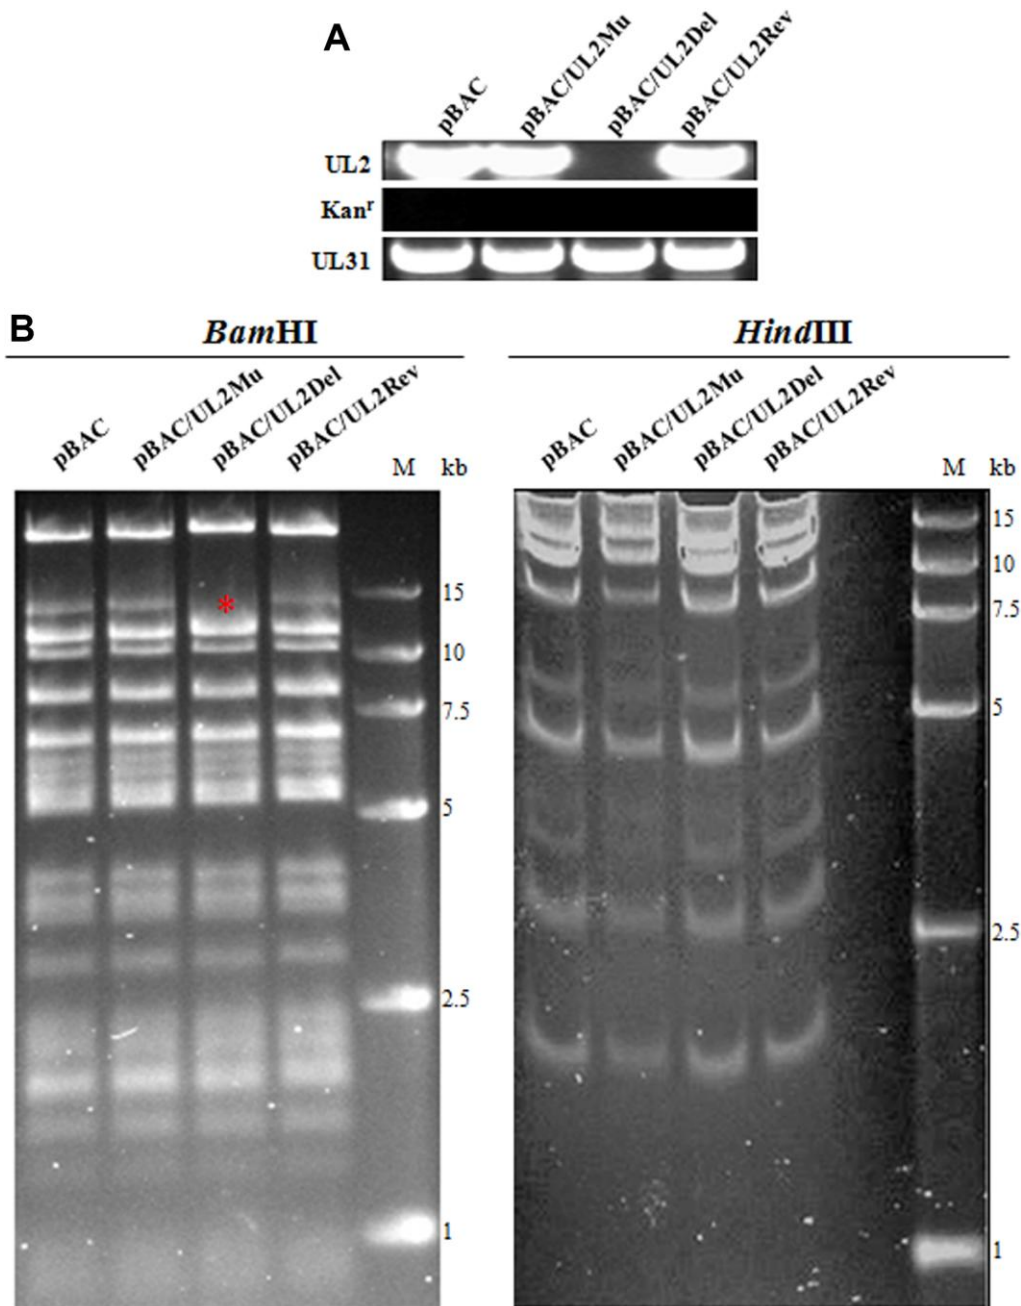 A
pBAC pBAC/UL2Mu pBAC/UL2Del pBAC/UL2Rev
UL2
Kanʳ
UL31
B
BamHI HindIII
pBAC pBAC/UL2Mu pBAC/UL2Del pBAC/UL2Rev M kb
pBAC pBAC/UL2Mu pBAC/UL2Del pBAC/UL2Rev M kb
15
10
7.5
*
5
2.5
1
15
10
7.5
5
2.5
1